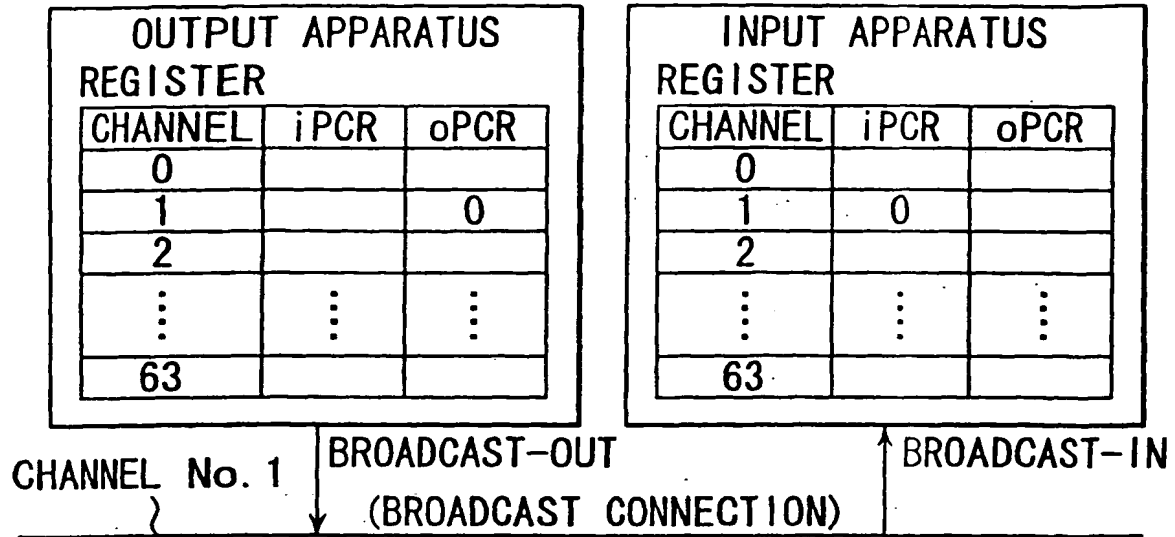 OUTPUT APPARATUS
REGISTER
CHANNEL iPCR oPCR
0
1 0
2
⋮ ⋮ ⋮
63
INPUT APPARATUS
REGISTER
CHANNEL iPCR oPCR
0
1 0
2
⋮ ⋮ ⋮
63
BROADCAST-OUT
BROADCAST-IN
CHANNEL No. 1
(BROADCAST CONNECTION)